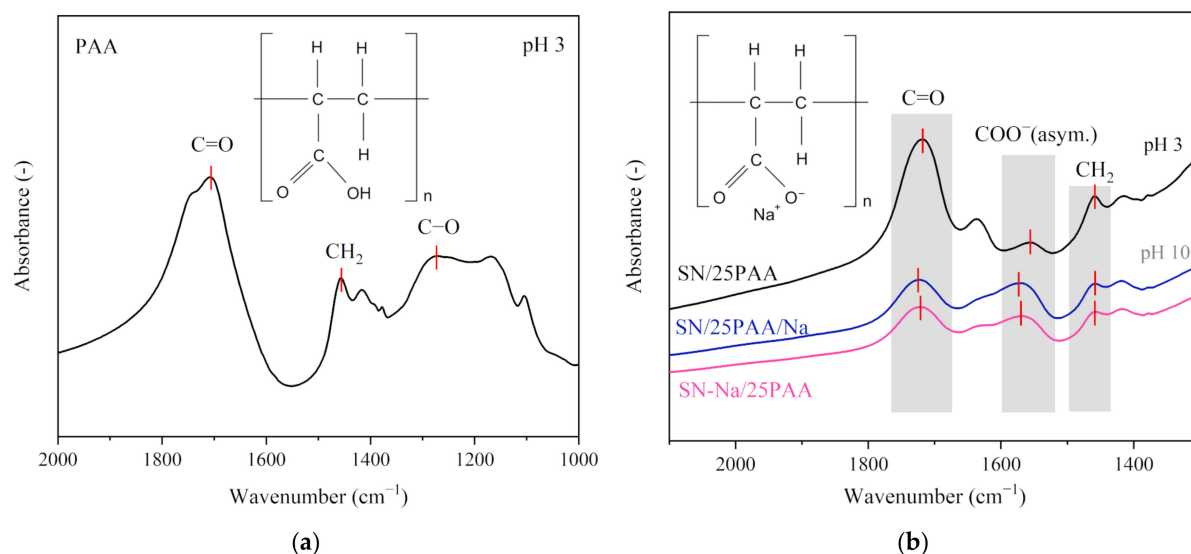 PAA
pH 3
H H
C C
C H
O OH
n
C=O
CH₂
C−O
Absorbance (-)
2000 1800 1600 1400 1200 1000
Wavenumber (cm⁻¹)
(a)
H H
C C
C H
O O⁻
Na⁺
n
C=O
COO⁻(asym.)
CH₂
pH 3
pH 10
SN/25PAA
SN/25PAA/Na
SN-Na/25PAA
Absorbance (-)
2000 1800 1600 1400
Wavenumber (cm⁻¹)
(b)